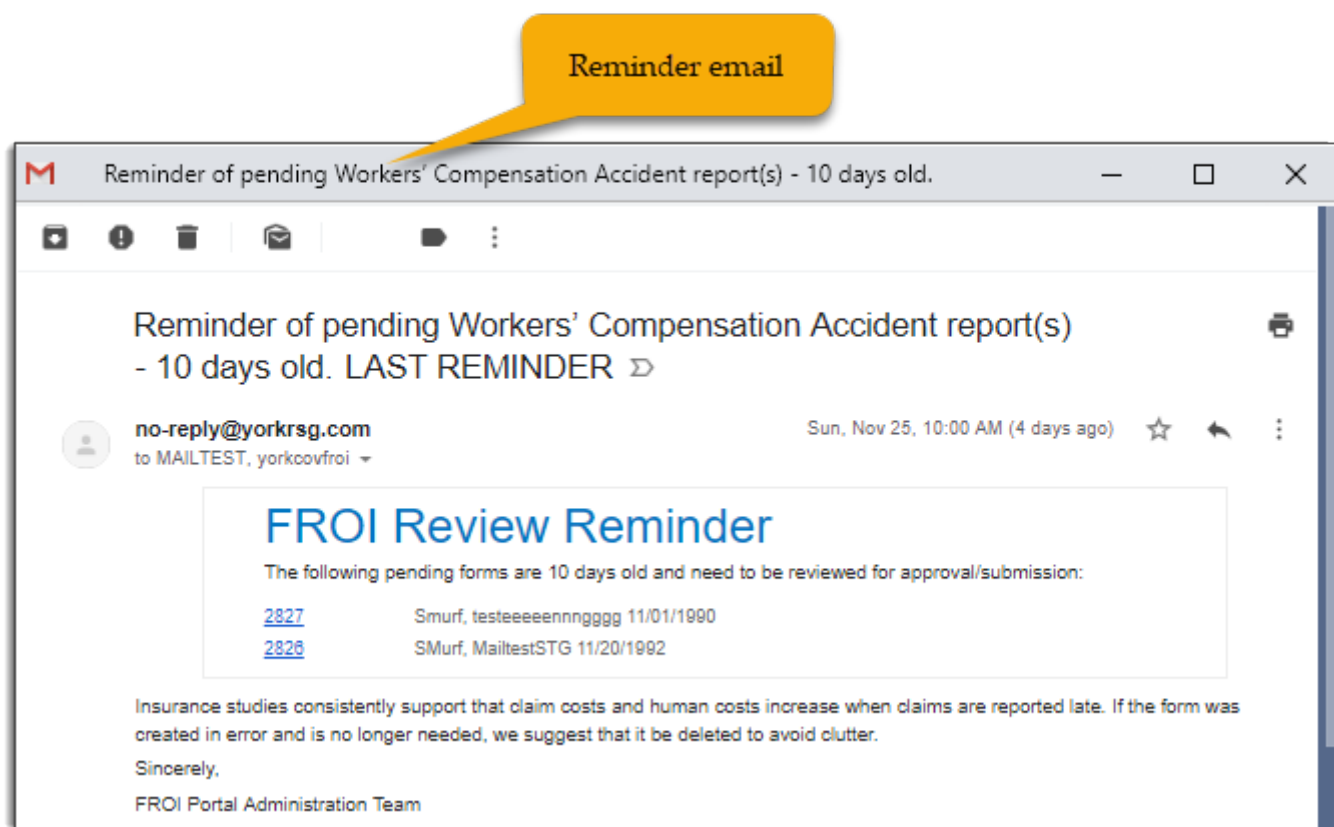 Reminder email
Reminder of pending Workers' Compensation Accident report(s) - 10 days old.
Reminder of pending Workers' Compensation Accident report(s)
- 10 days old. LAST REMINDER
no-reply@yorkrsg.com
Sun, Nov 25, 10:00 AM (4 days ago)
to MAILTEST, yorkcovfroi
FROI Review Reminder
The following pending forms are 10 days old and need to be reviewed for approval/submission:
2827 Smurf, testeeeeennngggg 11/01/1990
2826 SMurf, MailtestSTG 11/20/1992
Insurance studies consistently support that claim costs and human costs increase when claims are reported late. If the form was
created in error and is no longer needed, we suggest that it be deleted to avoid clutter.
Sincerely,
FROI Portal Administration Team